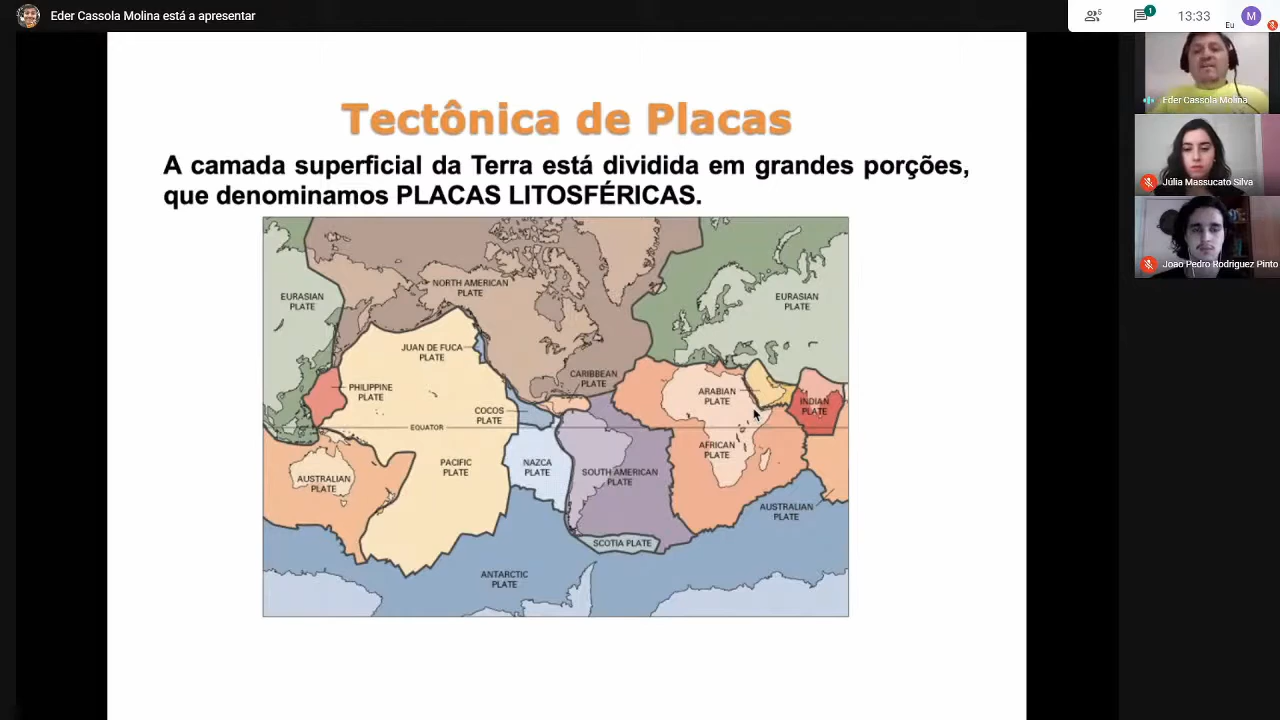 Eder Cassola Molina está a apresentar
5
1
13:33
Eu
M
Eder Cassola Molina
Júlia Massucato Silva
Joao Pedro Rodriguez Pinto
Tectônica de Placas
A camada superficial da Terra está dividida em grandes porções,
que denominamos PLACAS LITOSFÉRICAS.
EURASIAN
PLATE
NORTH AMERICAN
PLATE
EURASIAN
PLATE
JUAN DE FUCA
PLATE
CARIBBEAN
PLATE
PHILIPPINE
PLATE
ARABIAN
PLATE
INDIAN
PLATE
COCOS
PLATE
EQUATOR
AFRICAN
PLATE
AUSTRALIAN
PLATE
PACIFIC
PLATE
NAZCA
PLATE
SOUTH AMERICAN
PLATE
AUSTRALIAN
PLATE
SCOTIA PLATE
ANTARCTIC
PLATE